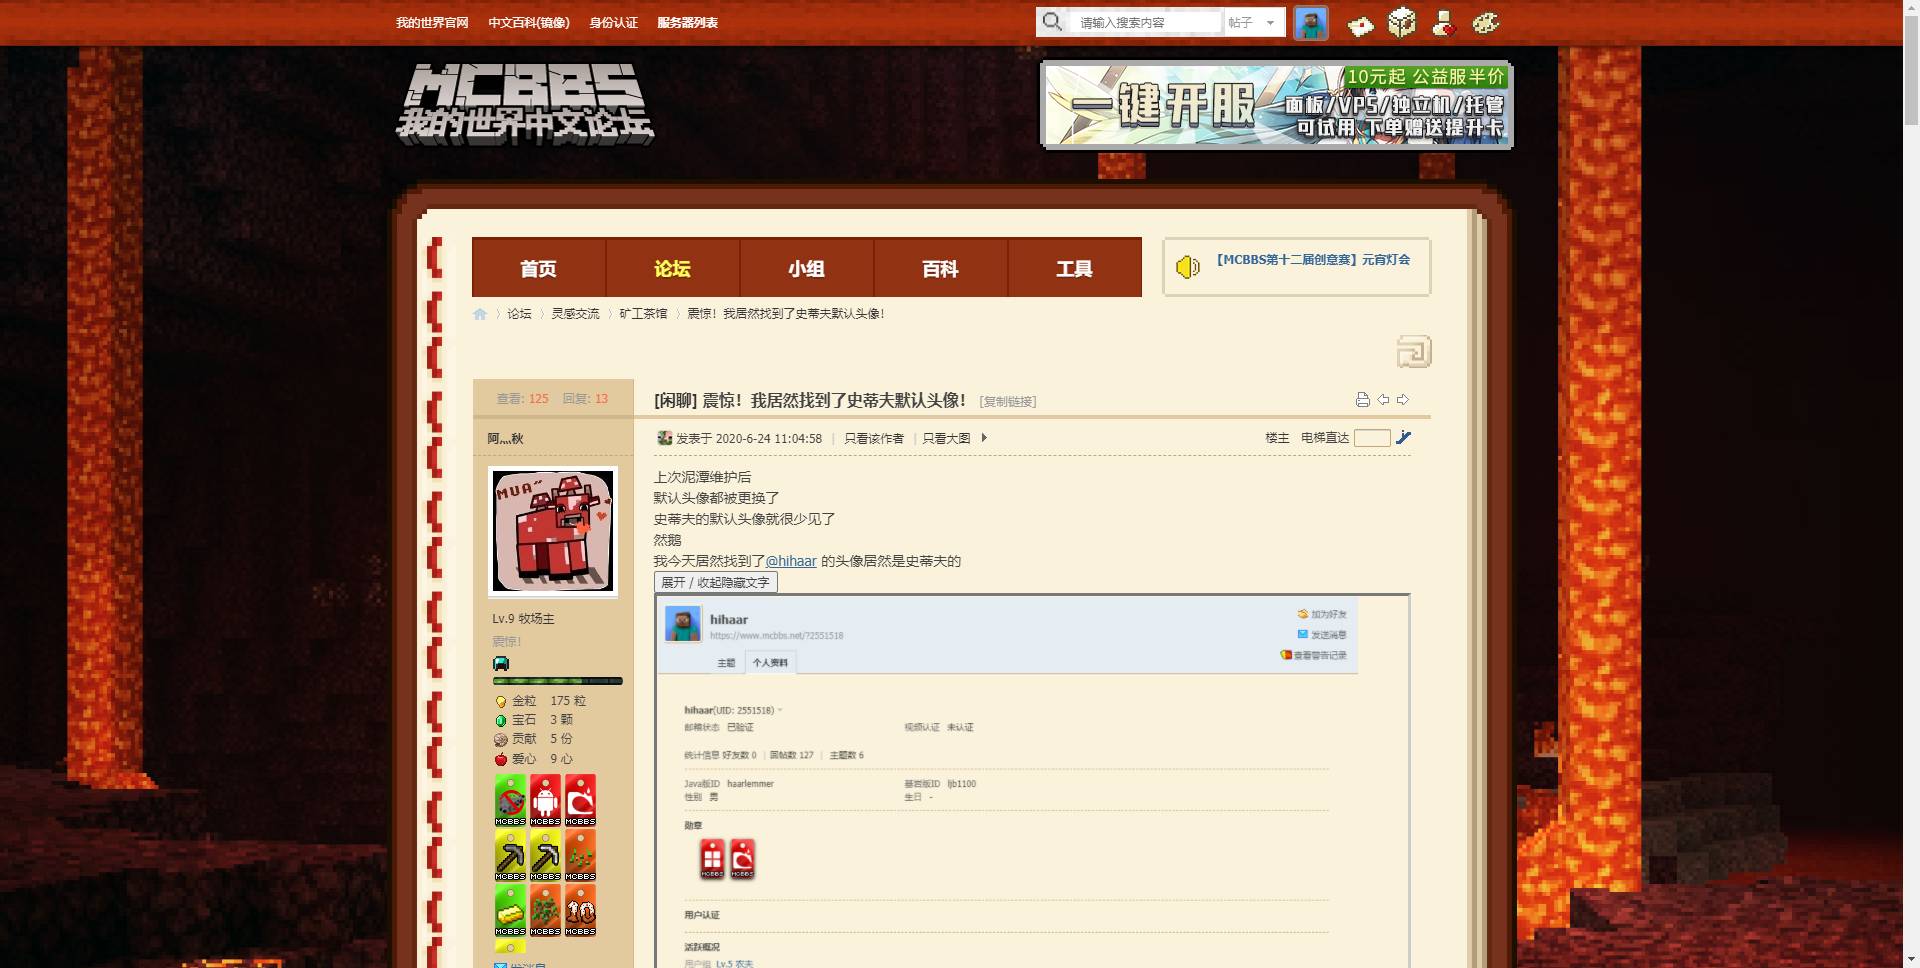 我的世界官网 中文百科(镜像) 身份认证 服务器列表
请输入搜索内容 帖子
MCBBS
我的世界中文论坛
一键开服
10元起 公益服半价
面板/VPS/独立机/托管
可试用 下单赠送提升卡
首页 论坛 小组 百科 工具
【MCBBS第十二届创意赛】元宵灯会
论坛 灵感交流 矿工茶馆 震惊！我居然找到了史蒂夫默认头像!
查看: 125 回复: 13
[闲聊] 震惊！我居然找到了史蒂夫默认头像! [复制链接]
阿灬秋
发表于 2020-6-24 11:04:58 | 只看该作者 | 只看大图
楼主 电梯直达
MUA~
上次泥潭维护后
默认头像都被更换了
史蒂夫的默认头像就很少见了
然鹅
我今天居然找到了@hihaar 的头像居然是史蒂夫的
展开 / 收起隐藏文字
Lv.9 牧场主
震惊!
金粒 175 粒
宝石 3 颗
贡献 5 份
爱心 9 心
MCBBS MCBBS MCBBS
MCBBS MCBBS MCBBS
MCBBS MCBBS MCBBS
发消息
hihaar
https://www.mcbbs.net/?2551518
加为好友
发送消息
查看警告记录
主题 个人资料
hihaar(UID: 2551518)
邮箱状态 已验证 视频认证 未认证
统计信息 好友数 0 | 回帖数 127 | 主题数 6
Java版ID haarlemmer 基岩版ID ljb1100
性别 男 生日 -
勋章
MCBBS MCBBS
用户认证
活跃概况
用户组 Lv.5 农夫